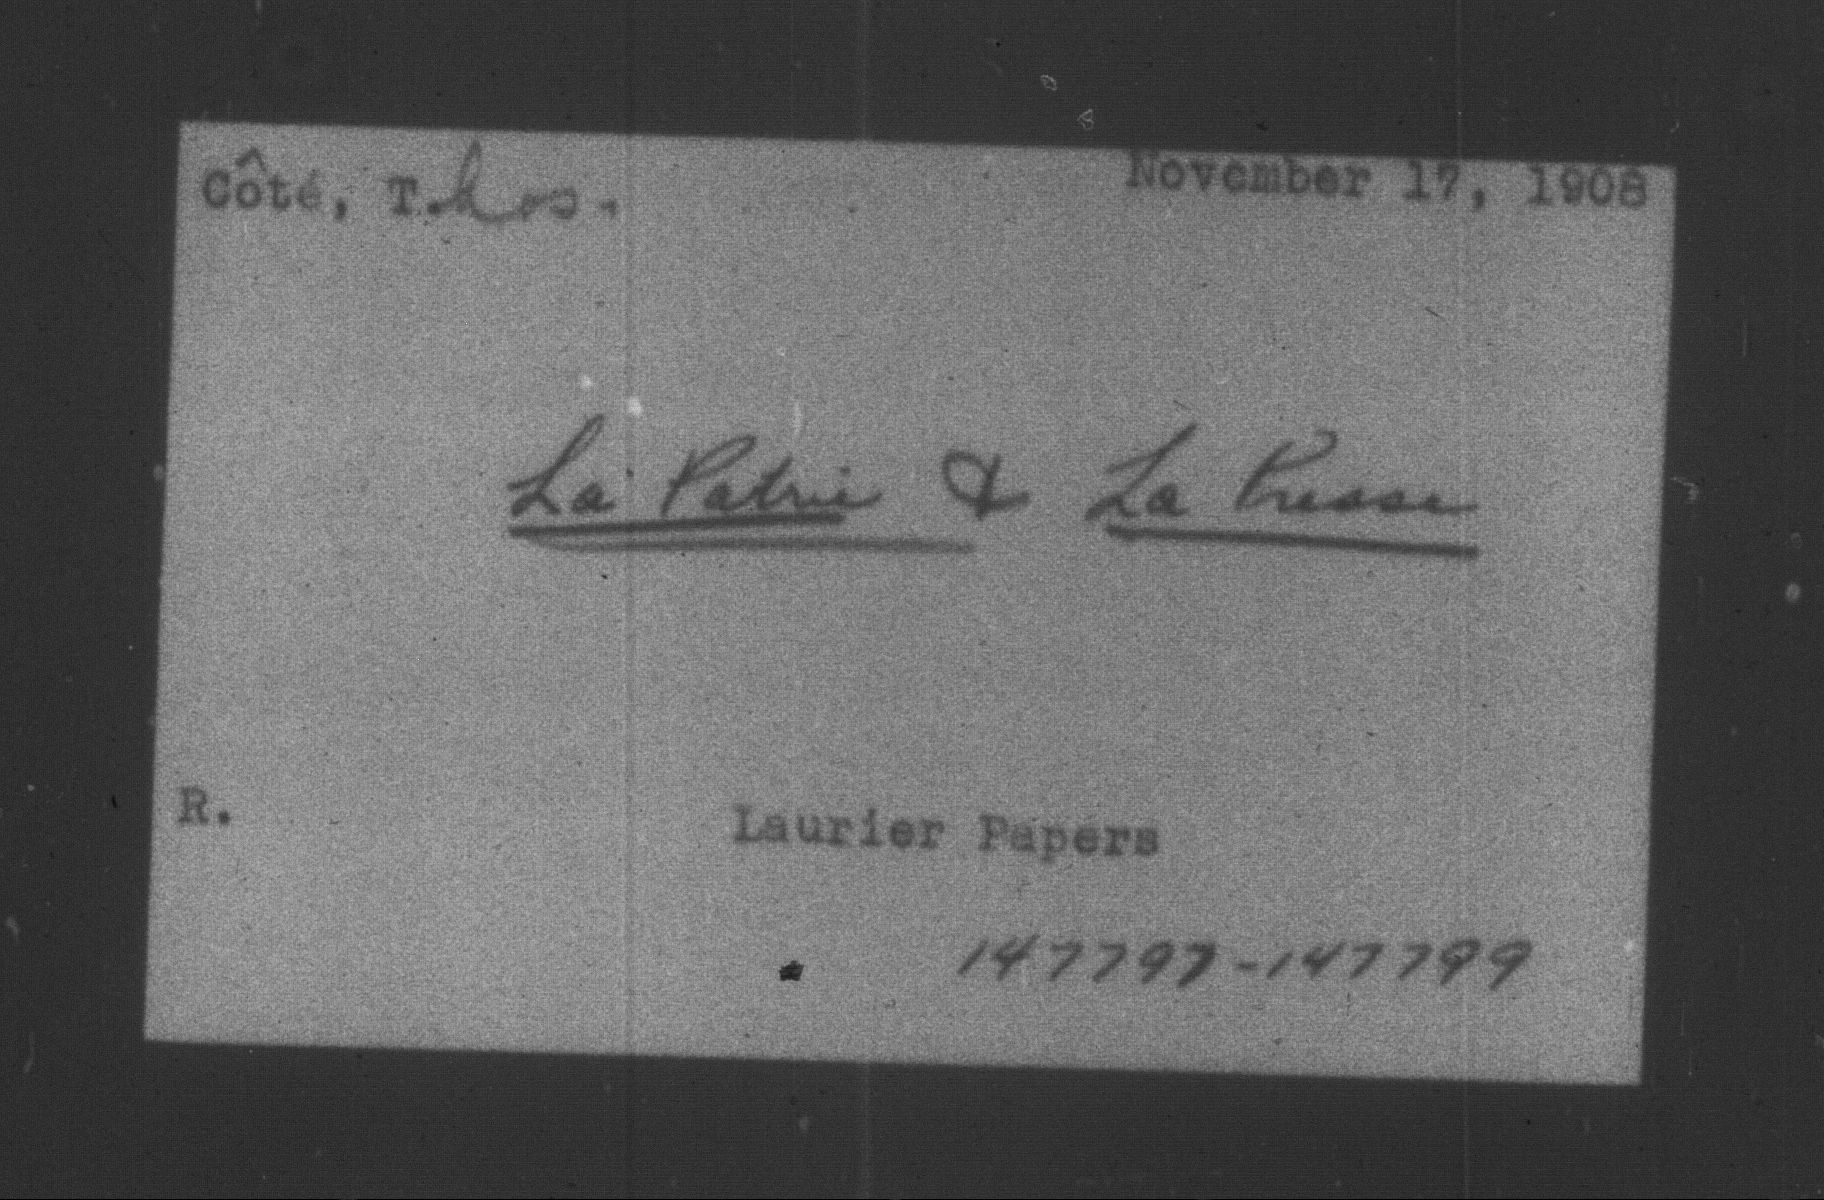 Côté, T.hos. November 17, 1908
La Patrie & La Presse
R. Laurier Papers
147797-147799